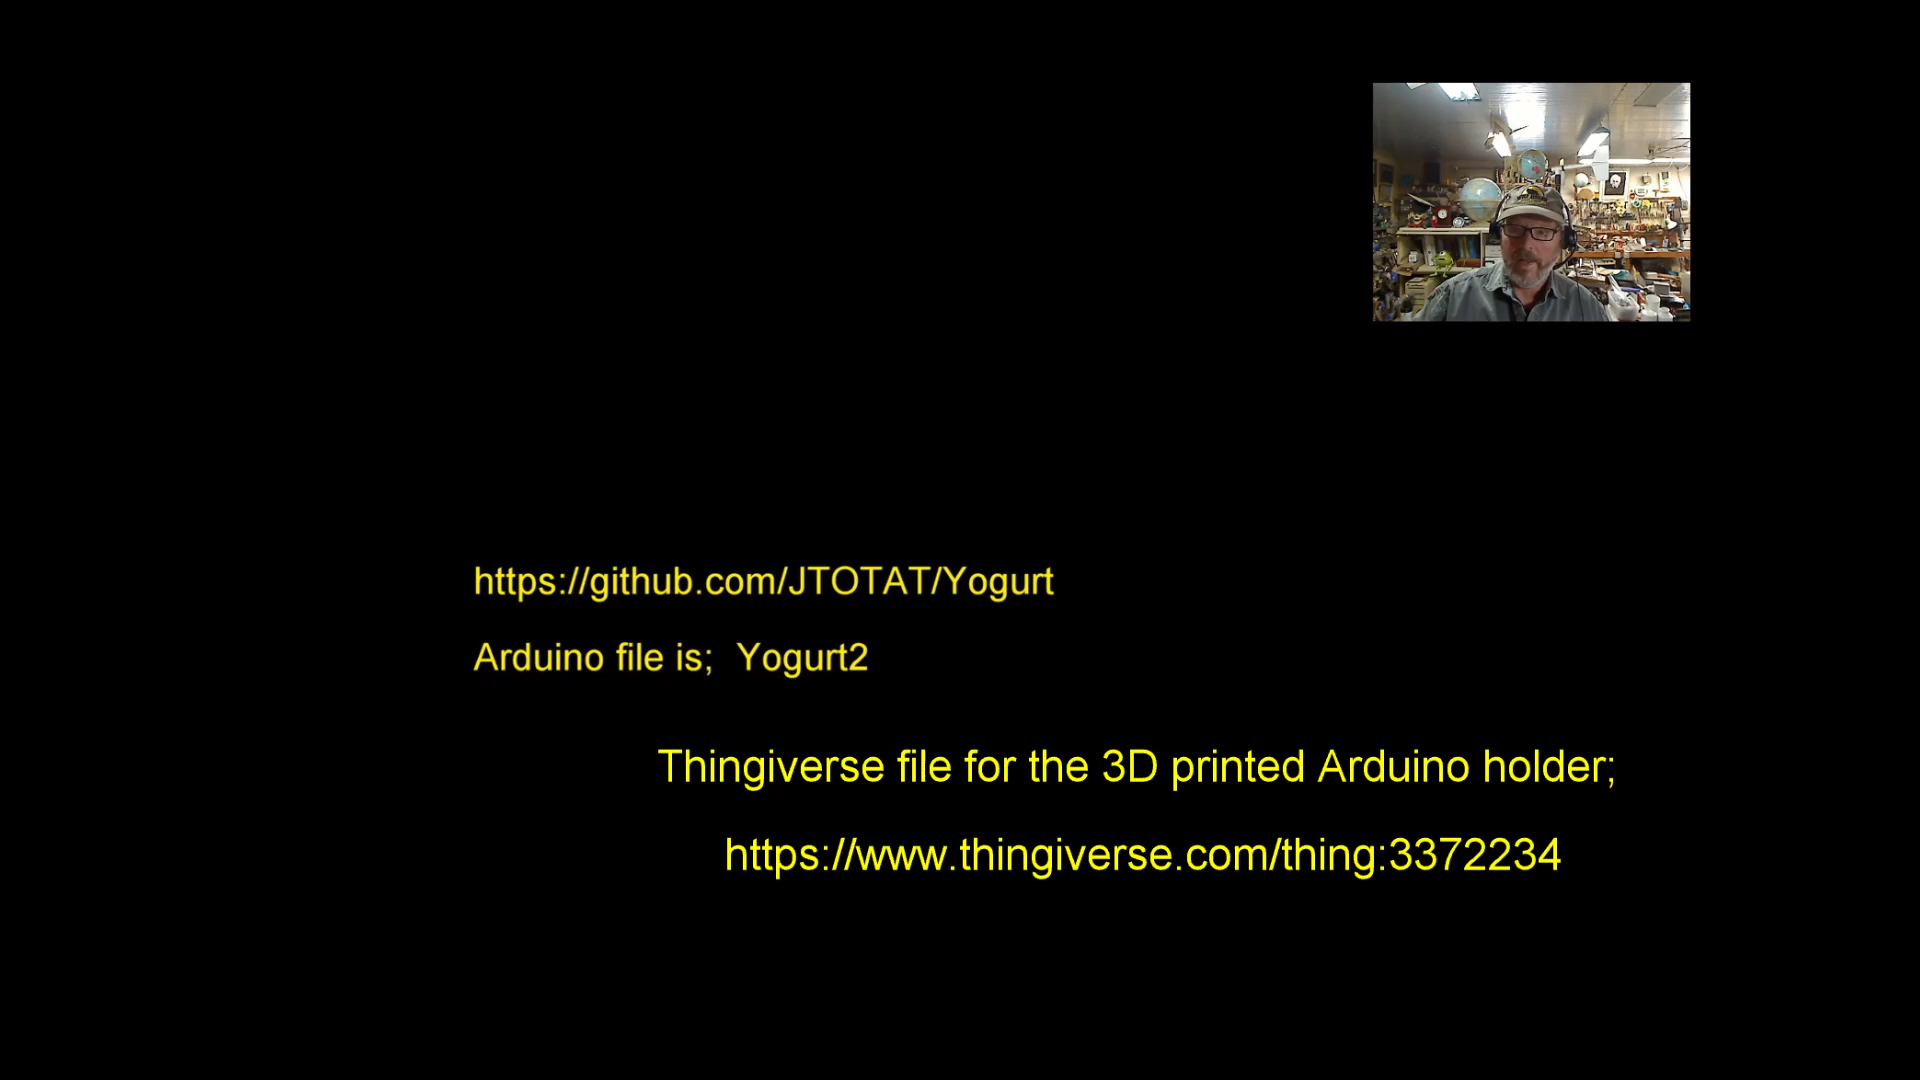 https://github.com/JTOTAT/Yogurt
Arduino file is;  Yogurt2
Thingiverse file for the 3D printed Arduino holder;
https://www.thingiverse.com/thing:3372234